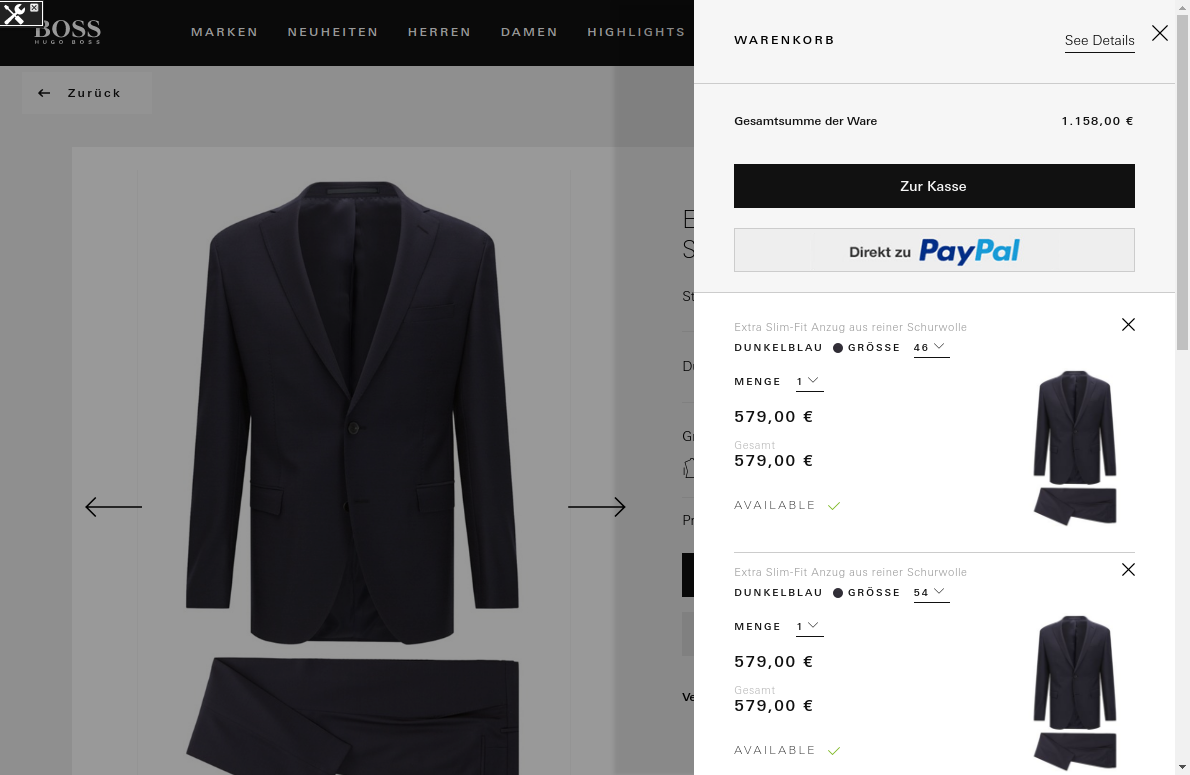 BOSS
HUGO BOSS
MARKEN NEUHEITEN HERREN DAMEN HIGHLIGHTS
Zurück
WARENKORB
See Details
Gesamtsumme der Ware 1.158,00 €
Zur Kasse
Direkt zu PayPal
Extra Slim-Fit Anzug aus reiner Schurwolle
DUNKELBLAU GRÖSSE 46
MENGE 1
579,00 €
Gesamt
579,00 €
AVAILABLE
Extra Slim-Fit Anzug aus reiner Schurwolle
DUNKELBLAU GRÖSSE 54
MENGE 1
579,00 €
Gesamt
579,00 €
AVAILABLE